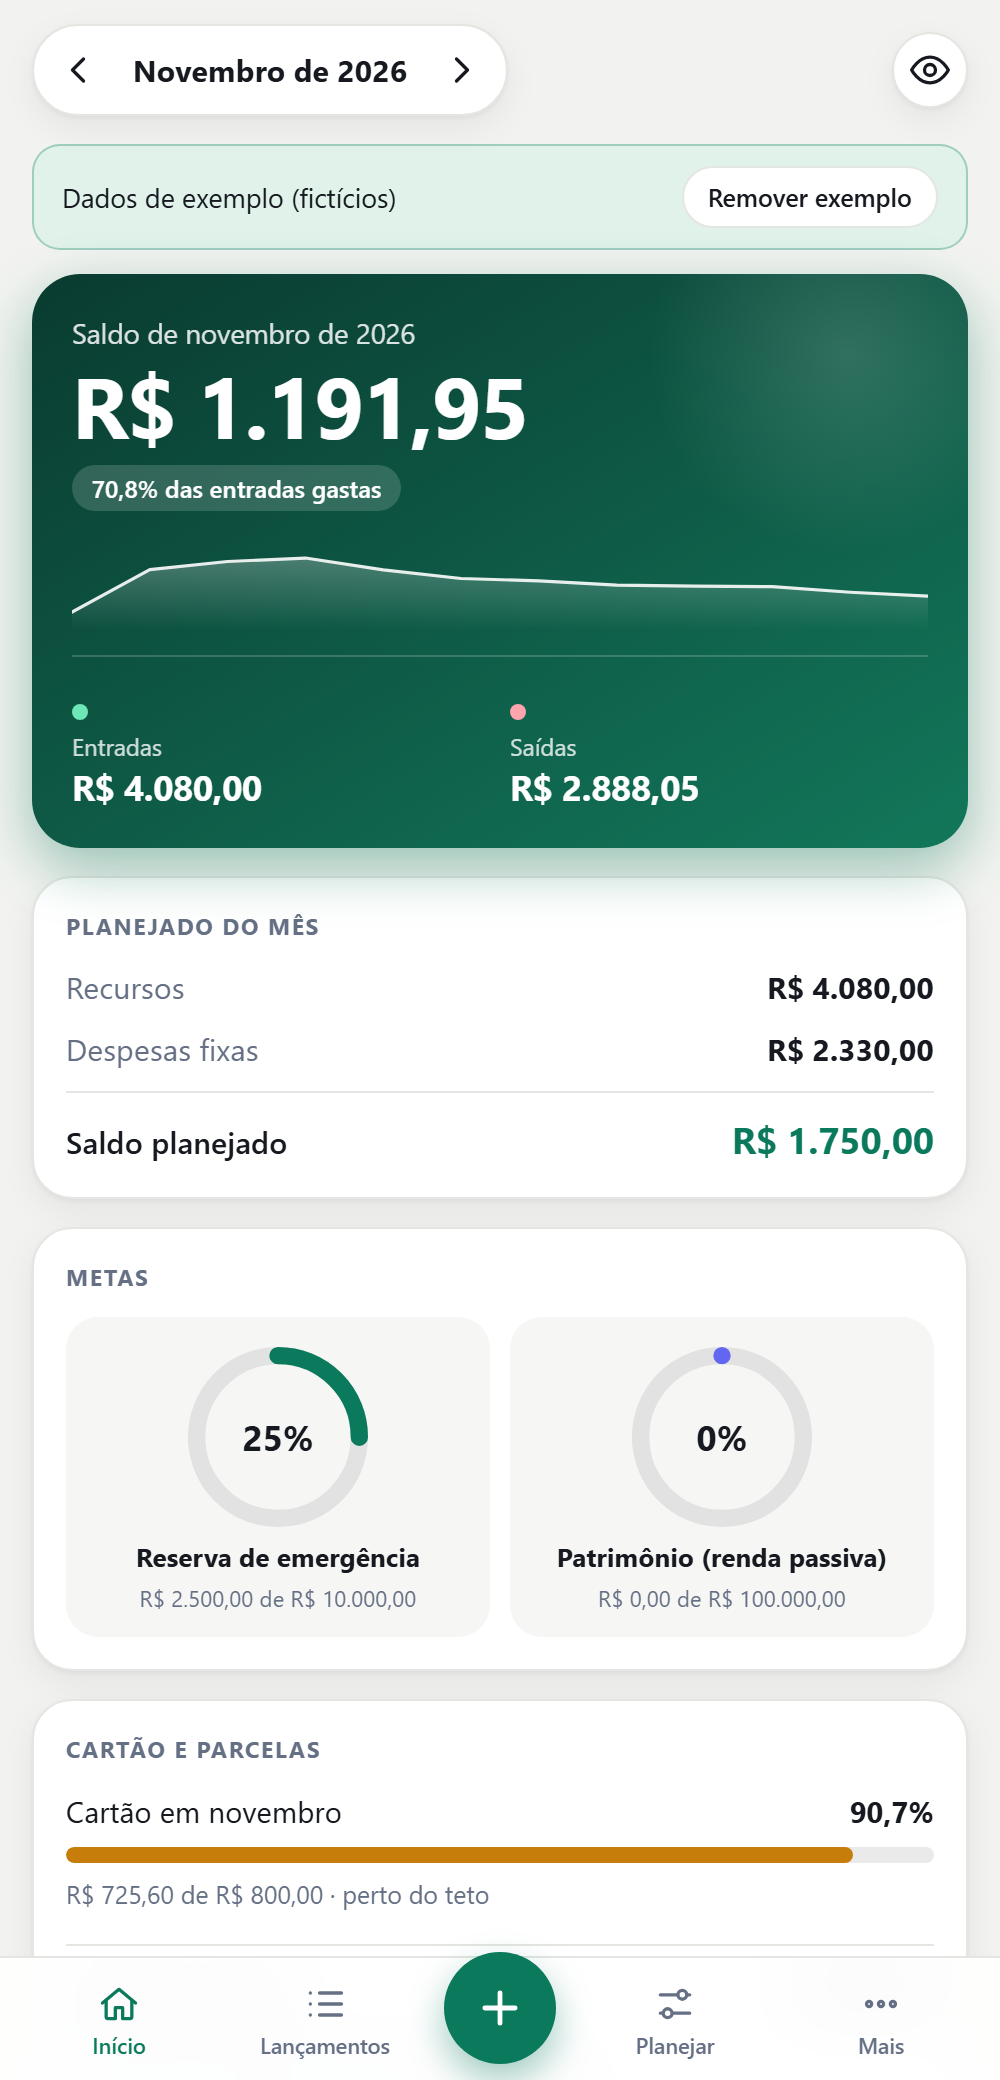 Novembro de 2026
Dados de exemplo (fictícios)
Remover exemplo
Saldo de novembro de 2026
R$ 1.191,95
70,8% das entradas gastas
Entradas
R$ 4.080,00
Saídas
R$ 2.888,05
PLANEJADO DO MÊS
Recursos
R$ 4.080,00
Despesas fixas
R$ 2.330,00
Saldo planejado
R$ 1.750,00
METAS
25%
Reserva de emergência
R$ 2.500,00 de R$ 10.000,00
0%
Patrimônio (renda passiva)
R$ 0,00 de R$ 100.000,00
CARTÃO E PARCELAS
Cartão em novembro
90,7%
R$ 725,60 de R$ 800,00 · perto do teto
Início
Lançamentos
Planejar
Mais